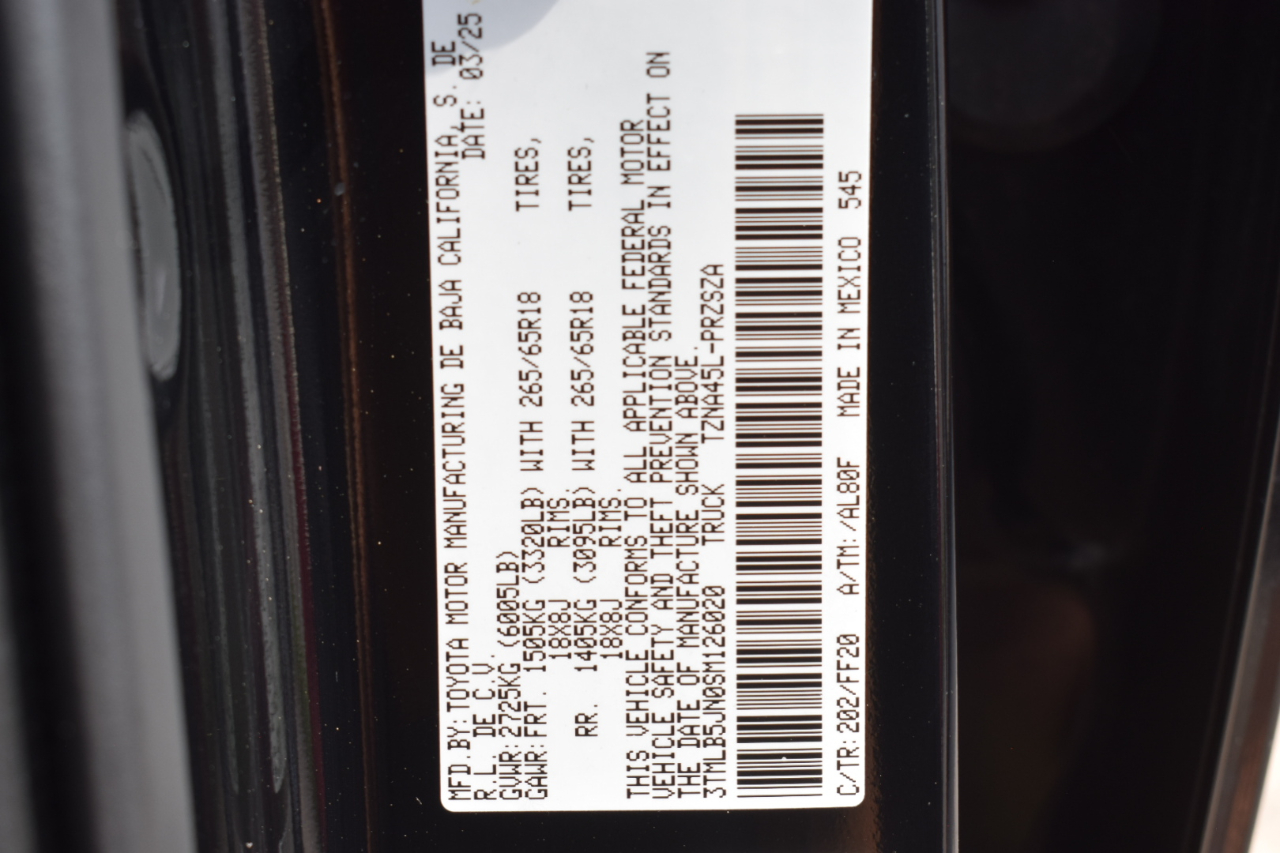 MFD.BY:TOYOTA MOTOR MANUFACTURING DE BAJA CALIFORNIA, S. DE
R.L. DE C.V. DATE: 03/25
GVWR:2725KG (6005LB)
GAWR:FRT. 1505KG (3320LB) WITH 265/65R18 TIRES,
18X8J RIMS,
RR. 1405KG (3095LB) WITH 265/65R18 TIRES,
18X8J RIMS.
THIS VEHICLE CONFORMS TO ALL APPLICABLE FEDERAL MOTOR
VEHICLE SAFETY AND THEFT PREVENTION STANDARDS IN EFFECT ON
THE DATE OF MANUFACTURE SHOWN ABOVE.
3TMLB5JN0SM126020 TRUCK TZNA45L-PRZSZA
C/TR:202/FF20 A/TM:/AL80F MADE IN MEXICO 545